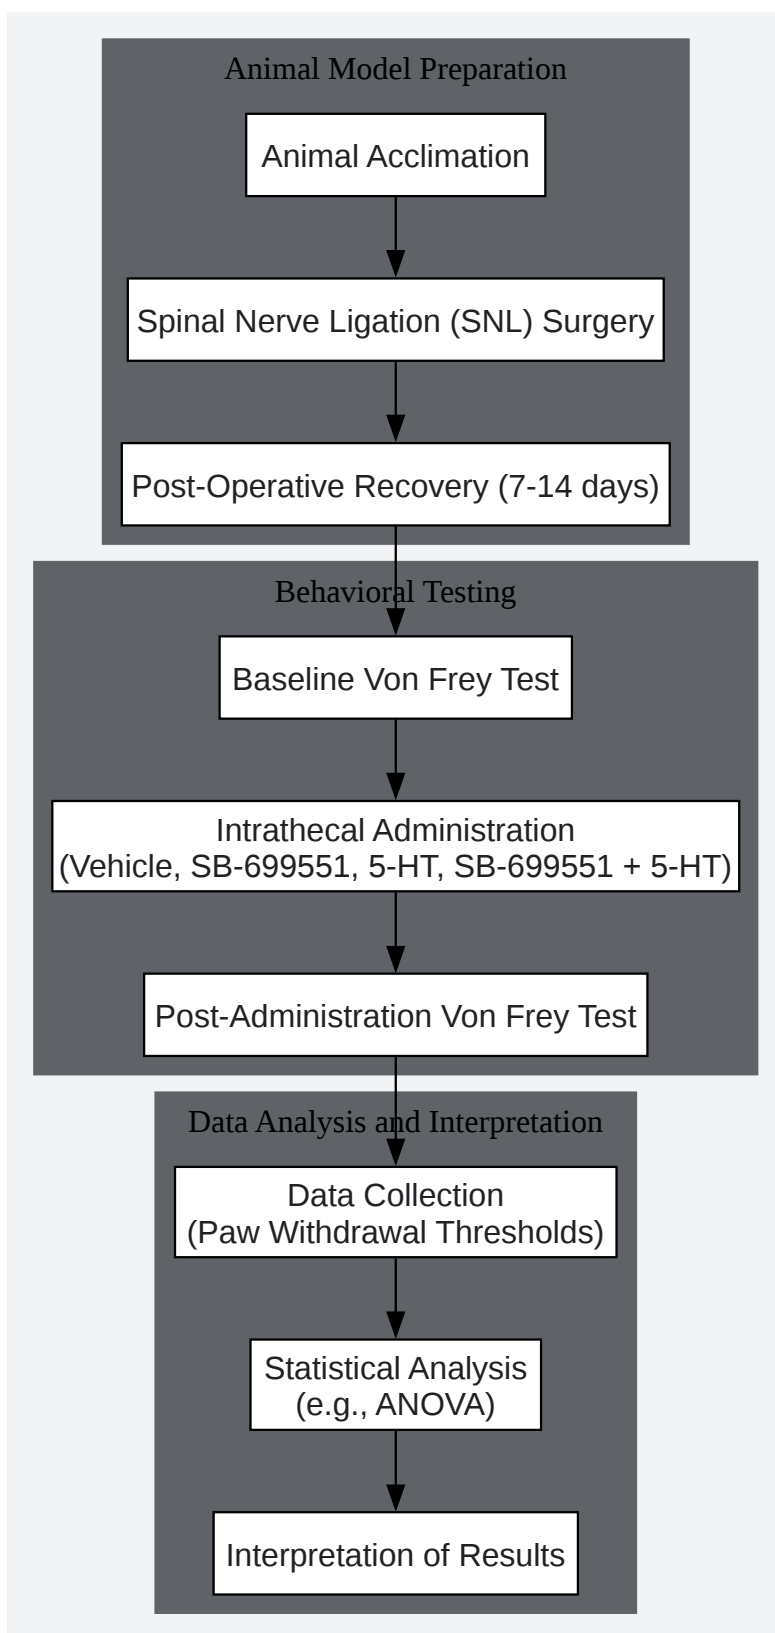 Animal Model Preparation
Animal Acclimation
Spinal Nerve Ligation (SNL) Surgery
Post-Operative Recovery (7-14 days)
Behavioral Testing
Baseline Von Frey Test
Intrathecal Administration
(Vehicle, SB-699551, 5-HT, SB-699551 + 5-HT)
Post-Administration Von Frey Test
Data Analysis and Interpretation
Data Collection
(Paw Withdrawal Thresholds)
Statistical Analysis
(e.g., ANOVA)
Interpretation of Results